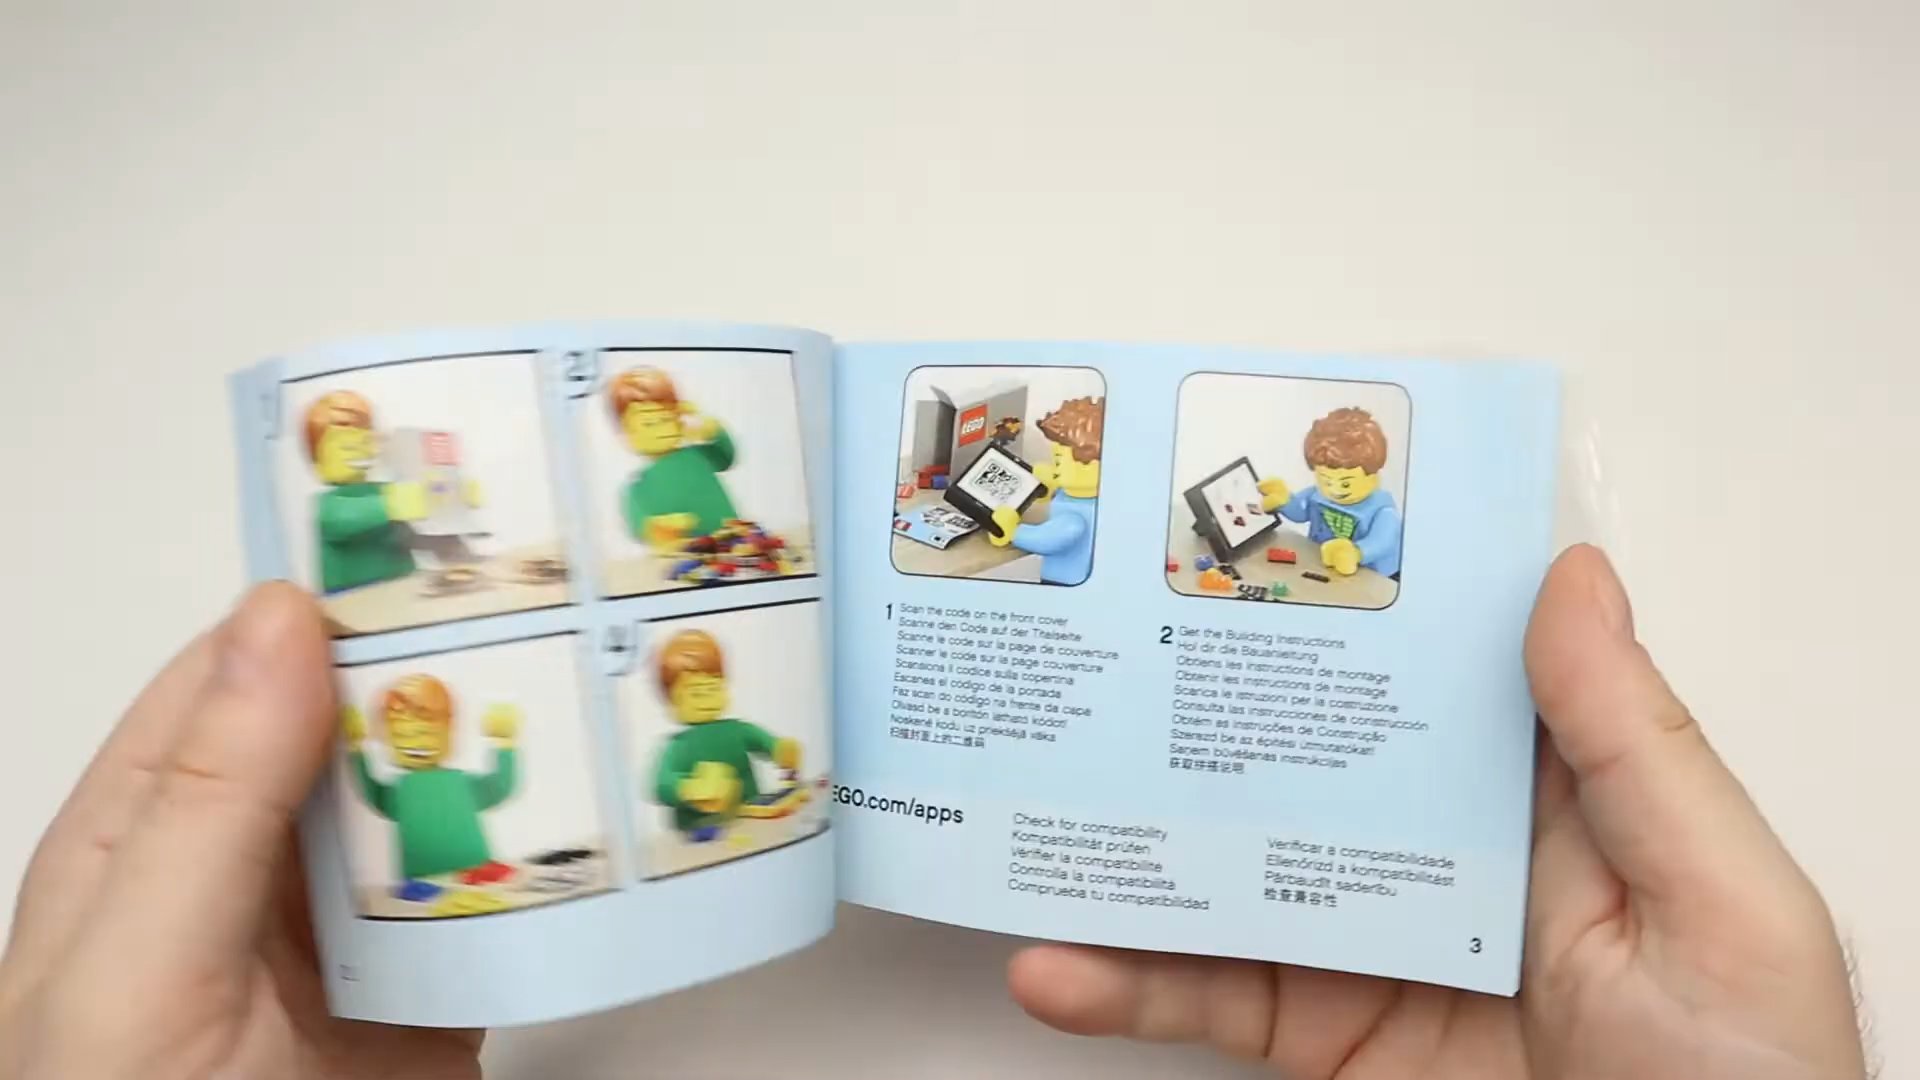 1
2
LEGO
1 Scan the code on the front cover
Scanne den Code auf der Titelseite
Scanne le code sur la page de couverture
Scanner le code sur la page couverture
Scansiona il codice sulla copertina
Escanea el código de la portada
Faz scan do código na frente da capa
Olvasd be a borítón látható kódot!
Noskenē kodu uz priekšējā vāka
扫描封面上的二维码
2 Get the Building Instructions
Hol dir die Bauanleitung
Obtiens les instructions de montage
Obtenir les instructions de montage
Scarica le istruzioni per la costruzione
Consulta las instrucciones de construcción
Obtém as Instruções de Construção
Szerezd be az építési útmutatókat!
Saņem būvēšanas instrukcijas
获取拼搭说明
EGO.com/apps
Check for compatibility
Kompatibilität prüfen
Vérifier la compatibilité
Controlla la compatibilità
Comprueba tu compatibilidad
Verificar a compatibilidade
Ellenőrizd a kompatibilitást
Pārbaudīt saderību
检查兼容性
3